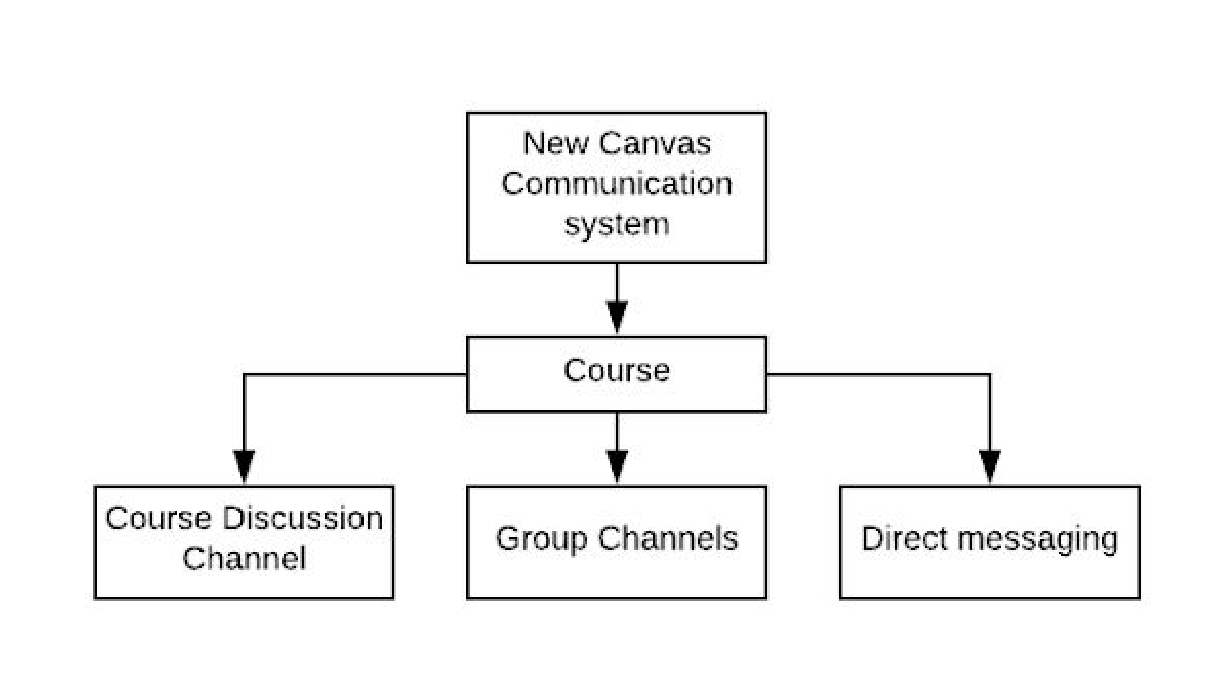 New Canvas
Communication
system
Course
Course Discussion
Channel
Group Channels
Direct messaging